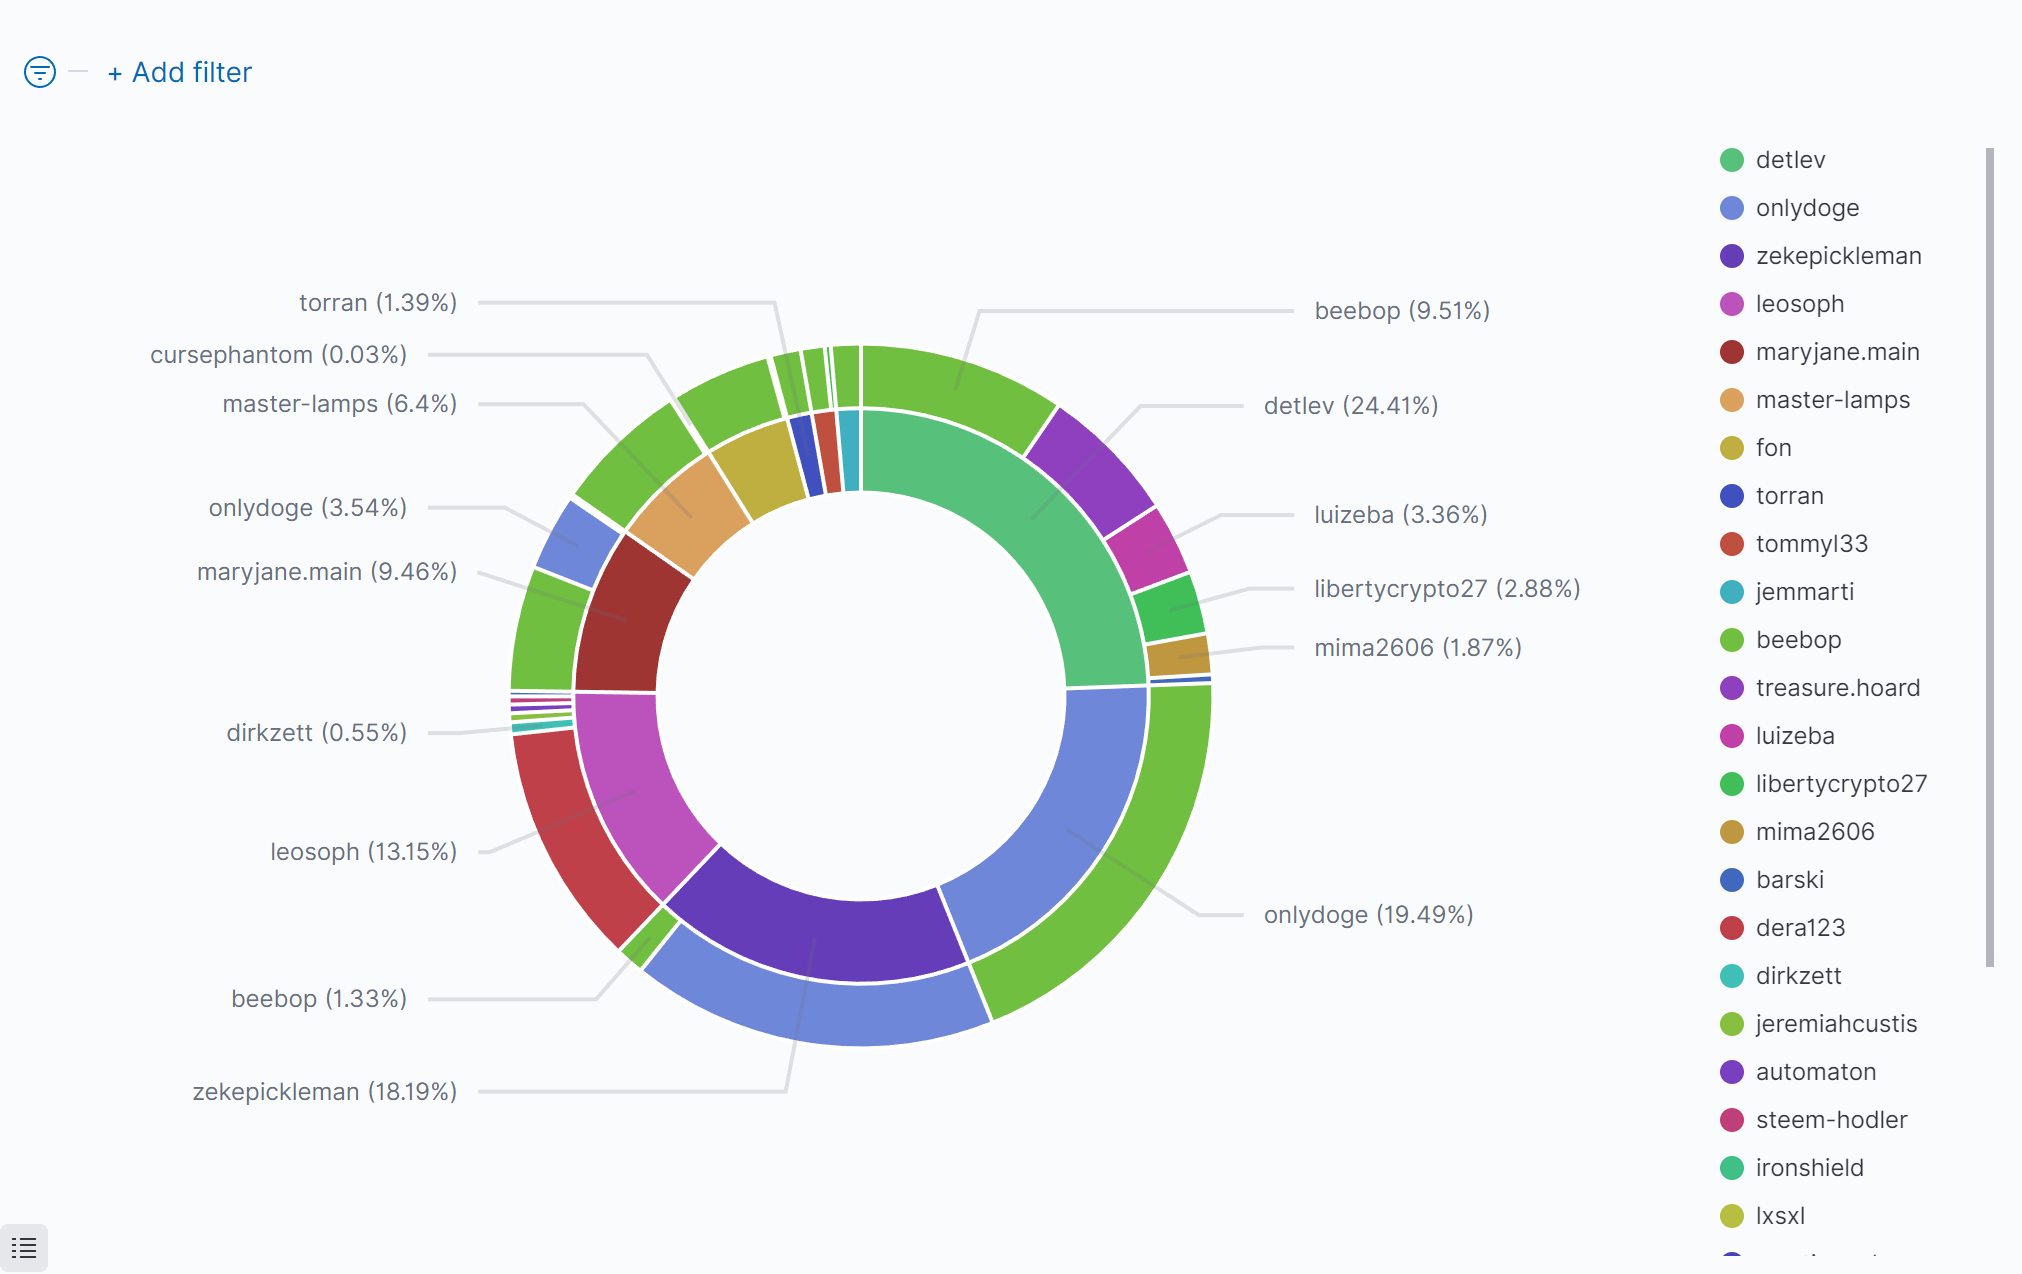 + Add filter
torran (1.39%)
cursephantom (0.03%)
master-lamps (6.4%)
onlydoge (3.54%)
maryjane.main (9.46%)
dirkzett (0.55%)
leosoph (13.15%)
beebop (1.33%)
zekepickleman (18.19%)
beebop (9.51%)
detlev (24.41%)
luizeba (3.36%)
libertycrypto27 (2.88%)
mima2606 (1.87%)
onlydoge (19.49%)
detlev
onlydoge
zekepickleman
leosoph
maryjane.main
master-lamps
fon
torran
tommyl33
jemmarti
beebop
treasure.hoard
luizeba
libertycrypto27
mima2606
barski
dera123
dirkzett
jeremiahcustis
automaton
steem-hodler
ironshield
lxsxl